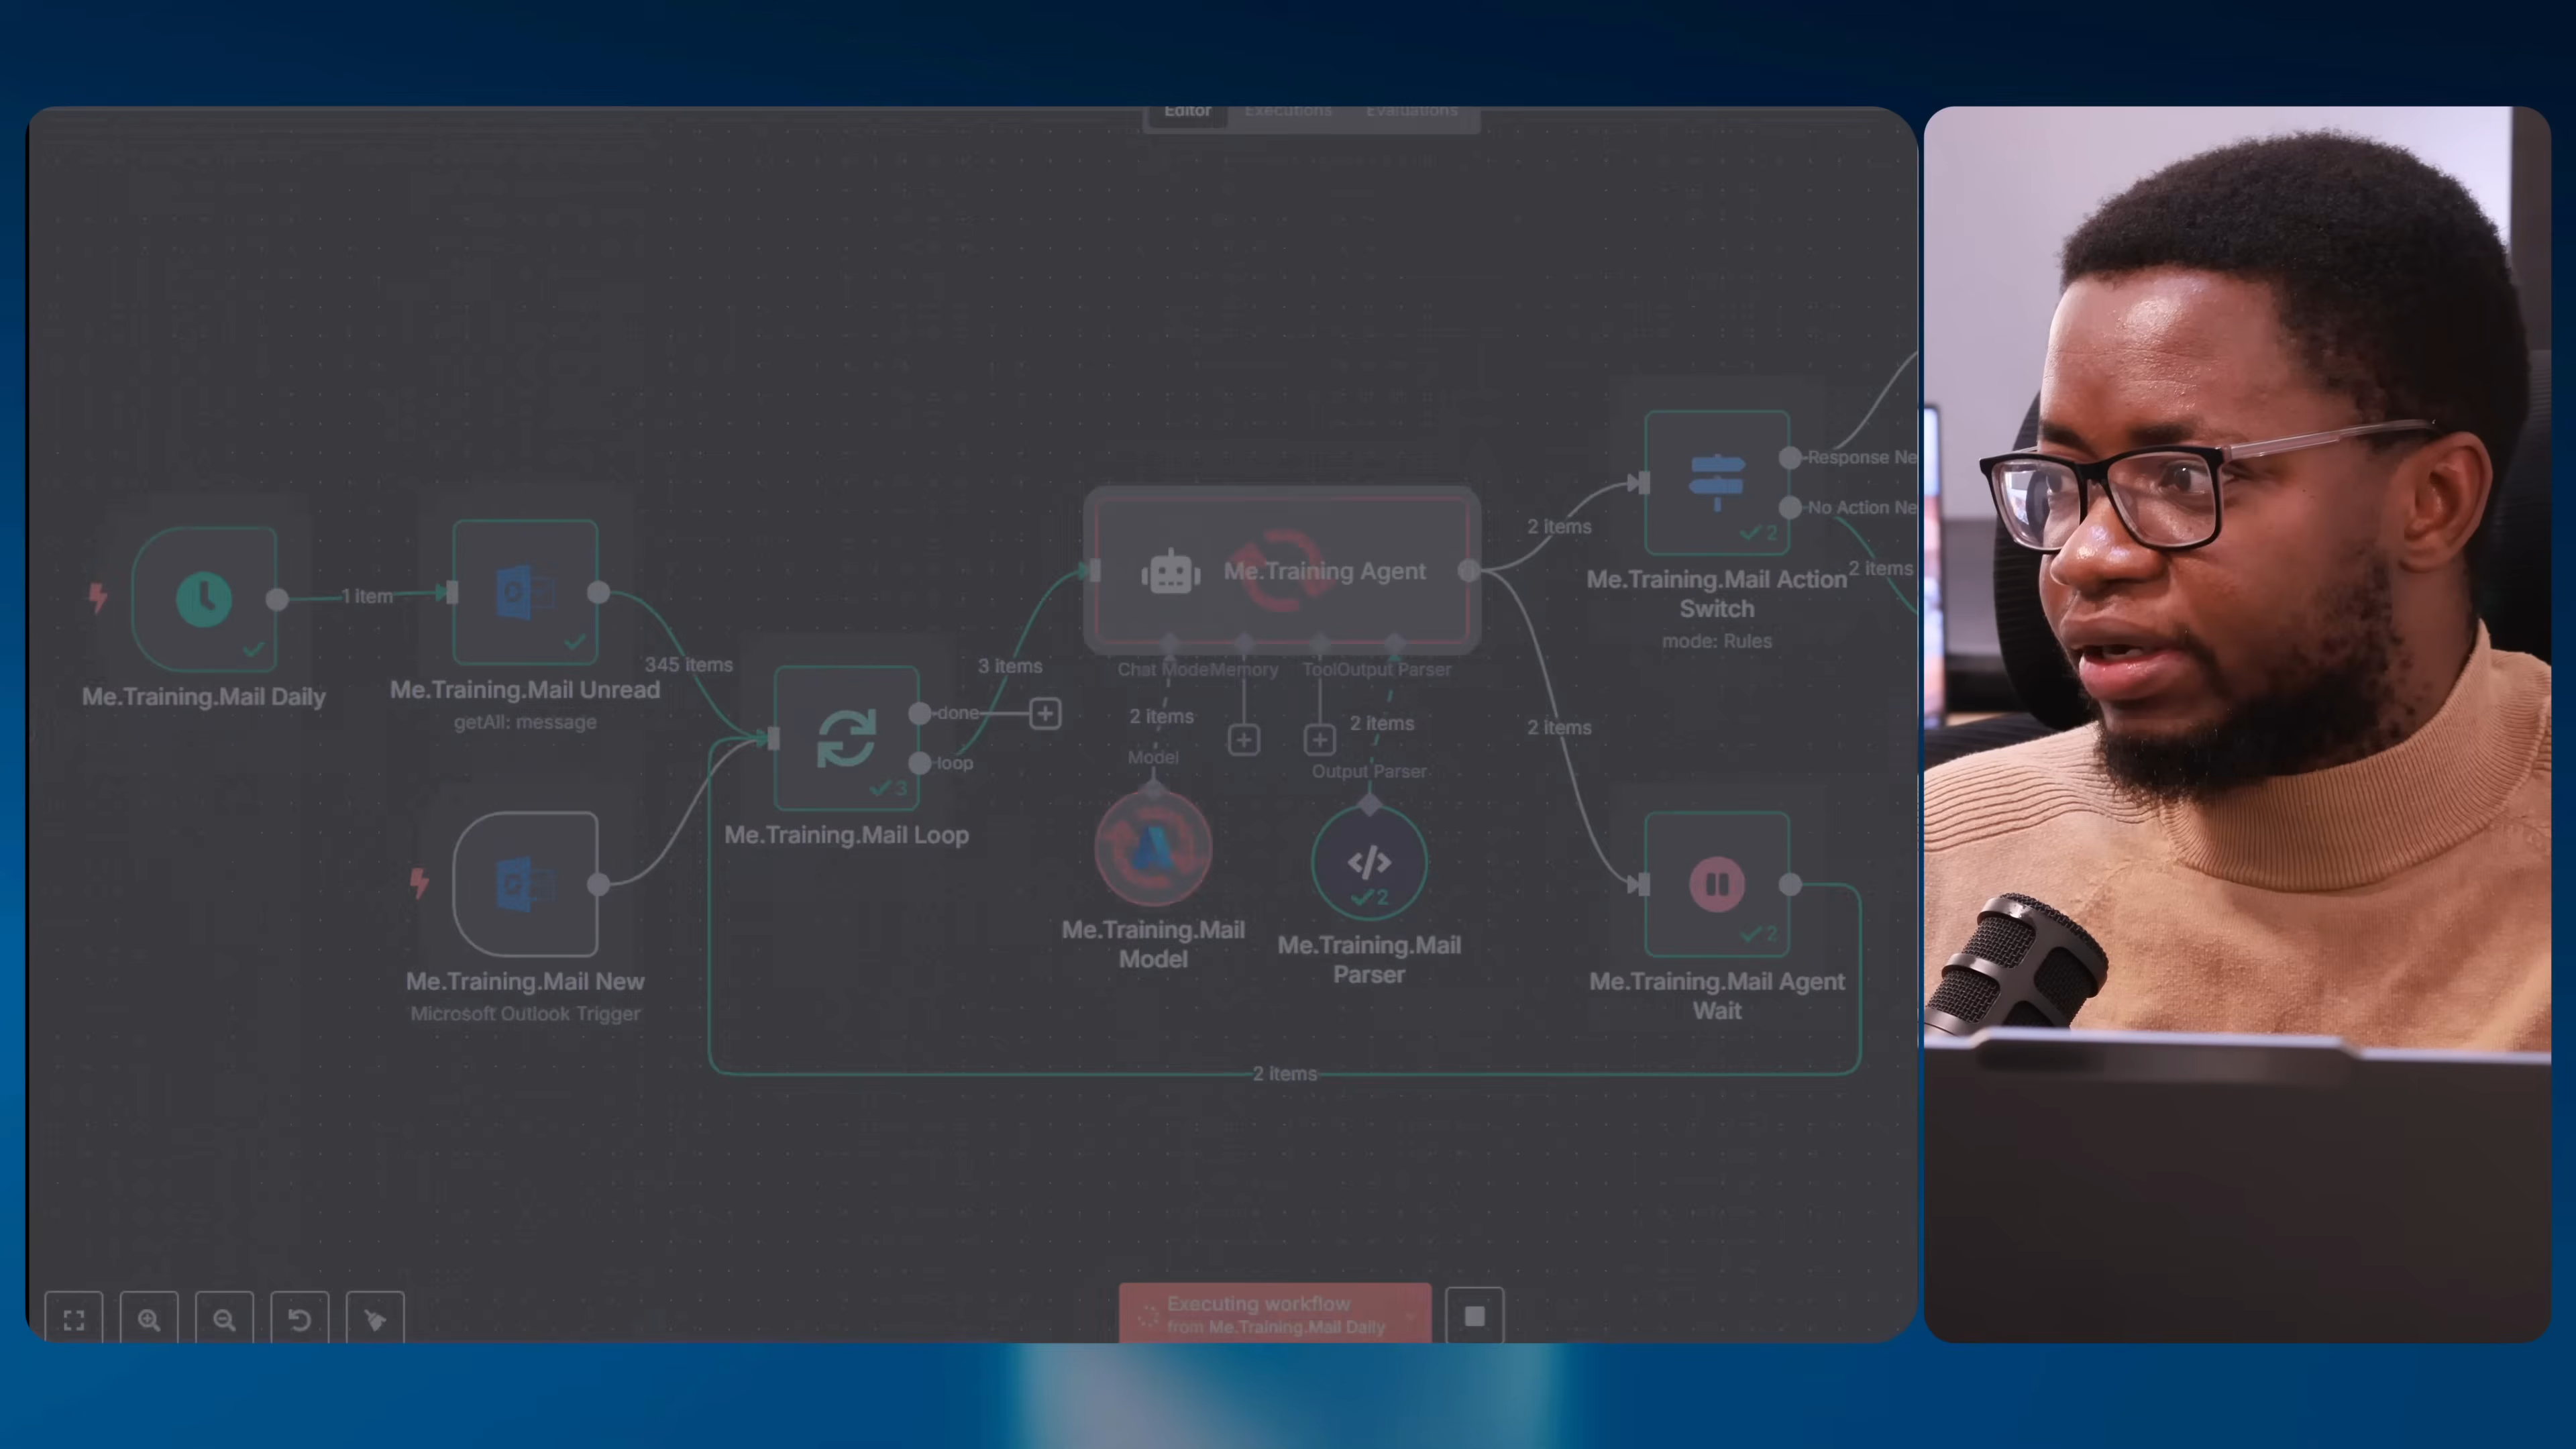 Editor Executions Evaluations
1 item
Me.Training.Mail Daily
Me.Training.Mail Unread
getAll: message
345 items
Me.Training.Mail New
Microsoft Outlook Trigger
done
loop
3
Me.Training.Mail Loop
3 items
Me.Training Agent
Chat Mode Memory Tool Output Parser
2 items
2 items
Model
Output Parser
Me.Training.Mail
Model
2
Me.Training.Mail
Parser
2 items
2 items
Response Ne
No Action Ne
2
Me.Training.Mail Action
Switch
mode: Rules
2 items
2
Me.Training.Mail Agent
Wait
2 items
Executing workflow
from Me.Training.Mail Daily